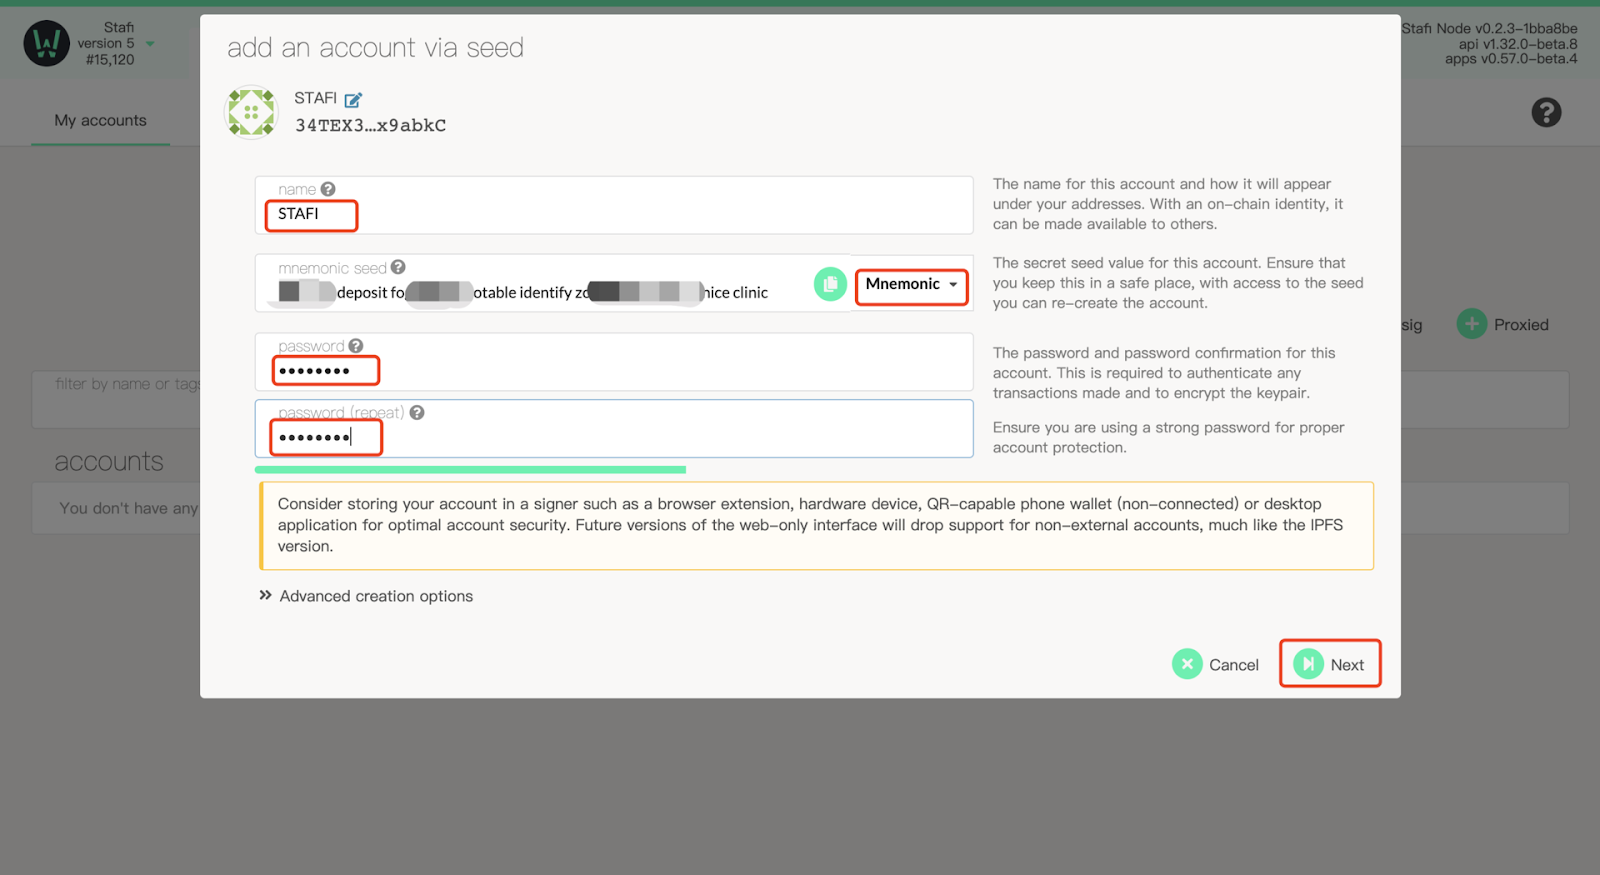 Stafi
version 5
#15,120
Stafi Node v0.2.3-1bba8be
api v1.32.0-beta.8
apps v0.57.0-beta.4
My accounts
add an account via seed
STAFI
34TEX3…x9abkC
name
STAFI
The name for this account and how it will appear
under your addresses. With an on-chain identity, it
can be made available to others.
mnemonic seed
deposit identify nice clinic
Mnemonic
The secret seed value for this account. Ensure that
you keep this in a safe place, with access to the seed
you can re-create the account.
password
••••••••
The password and password confirmation for this
account. This is required to authenticate any
transactions made and to encrypt the keypair.
password (repeat)
••••••••
Ensure you are using a strong password for proper
account protection.
sig
Proxied
filter by name or tags
accounts
You don't have any
Consider storing your account in a signer such as a browser extension, hardware device, QR-capable phone wallet (non-connected) or desktop
application for optimal account security. Future versions of the web-only interface will drop support for non-external accounts, much like the IPFS
version.
Advanced creation options
Cancel
Next